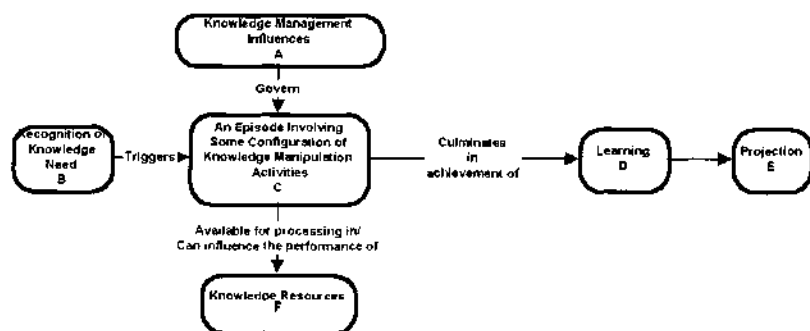 Knowledge Management
Influences
A
Govern
Recognition of
Knowledge
Need
B
Triggers
An Episode Involving
Some Configuration of
Knowledge Manipulation
Activities
C
Culminates
in
achievement of
Learning
D
Projection
E
Available for processing in/
Can influence the performance of
Knowledge Resources
F